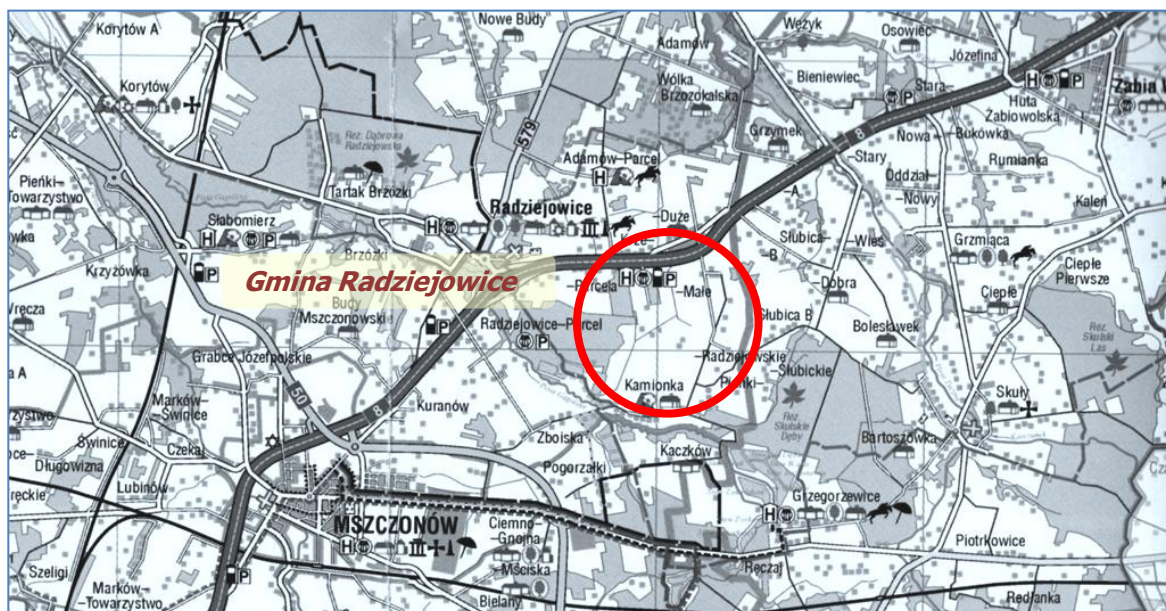 Korytów A
Nowe Budy
Wężyk
Osowiec
Adamów
Józefina
Korytów
Wólka
Brzozokalska
Bieniewiec
Stara-
Żabia
Huta
Żabiowolska
Rez. Dąbrowa
Radziejowska
579
Grzymek
8
Nowa-
-Bukówka
Adamów-Parcel
-Stary
Rumianka
Pieńki-
Towarzystwo
Tartak Brzózki
Oddział-
-Nowy
-A
Kaleń
Radziejowice
-Duże
Słabomierz
Słubica-
-Wieś
Grzmiąca
Krzyżówka
Brzózki
-B
Ciepłe
Pierwsze
Gmina Radziejowice
-Parcela
-Małe
-Dobra
Ciepłe
Budy
Mszczonowskie
Radziejowice-Parcel
Słubica B
Bolesławek
Rez.
Skulski
Las
Grabce Józefpolskie
-Radziejowskie
-Słubickie
Kamionka
Skuły
Marków-
-Świnice
50
8
Kuranów
Rez.
Skulskie
Dęby
Bartoszówka
Świnice
Czekaj
Zboiska
Kaczków
Długowizna
Pogorzałki
Lubinów
Grzegorzewice
MSZCZONÓW
Ciemno-
-Gnojna
Piotrkowice
Szeligi
-Mściska
Ręczaj
Marków-
-Towarzystwo
Bielany
Redlanka